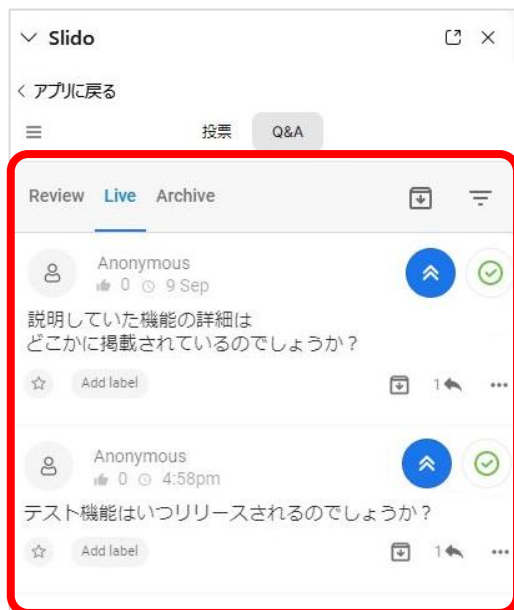 Slido
アプリに戻る
投票 Q&A
Review Live Archive
Anonymous
0 9 Sep
説明していた機能の詳細は
どこかに掲載されているのでしょうか？
Add label 1
Anonymous
0 4:58pm
テスト機能はいつリリースされるのでしょうか？
Add label 1